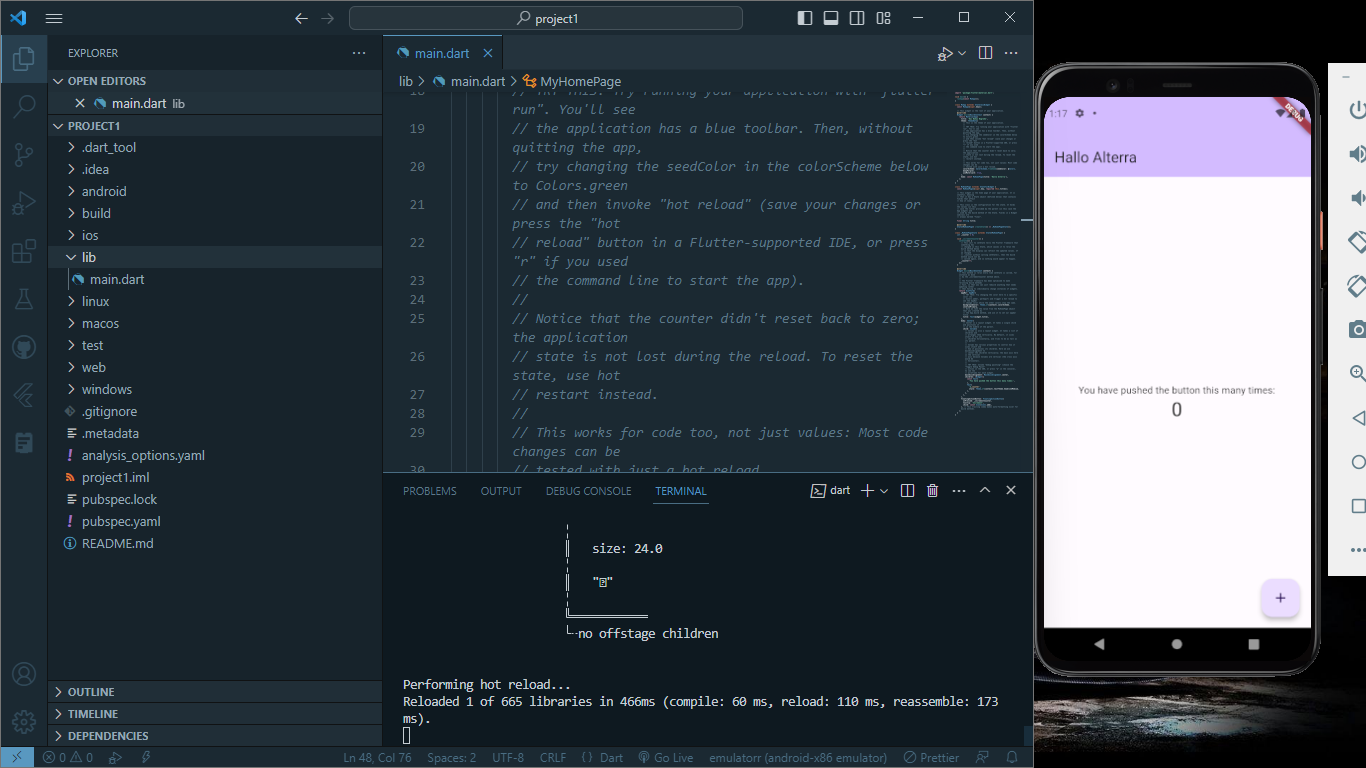 project1
EXPLORER
OPEN EDITORS
main.dart lib
PROJECT1
.dart_tool
.idea
android
build
ios
lib
main.dart
linux
macos
test
web
windows
.gitignore
.metadata
analysis_options.yaml
project1.iml
pubspec.lock
pubspec.yaml
README.md
OUTLINE
TIMELINE
DEPENDENCIES
main.dart
lib > main.dart > MyHomePage
run". You'll see
19 // the application has a blue toolbar. Then, without
quitting the app,
20 // try changing the seedColor in the colorScheme below
to Colors.green
21 // and then invoke "hot reload" (save your changes or
press the "hot
22 // reload" button in a Flutter-supported IDE, or press
"r" if you used
23 // the command line to start the app).
24 //
25 // Notice that the counter didn't reset back to zero;
the application
26 // state is not lost during the reload. To reset the
state, use hot
27 // restart instead.
28 //
29 // This works for code too, not just values: Most code
changes can be
30 // tested with just a hot reload.
PROBLEMS OUTPUT DEBUG CONSOLE TERMINAL dart
size: 24.0
no offstage children
Performing hot reload...
Reloaded 1 of 665 libraries in 466ms (compile: 60 ms, reload: 110 ms, reassemble: 173
ms).
0 0 Ln 48, Col 76 Spaces: 2 UTF-8 CRLF { } Dart Go Live emulatorr (android-x86 emulator) Prettier
1:17
DEBUG
Hallo Alterra
You have pushed the button this many times:
0